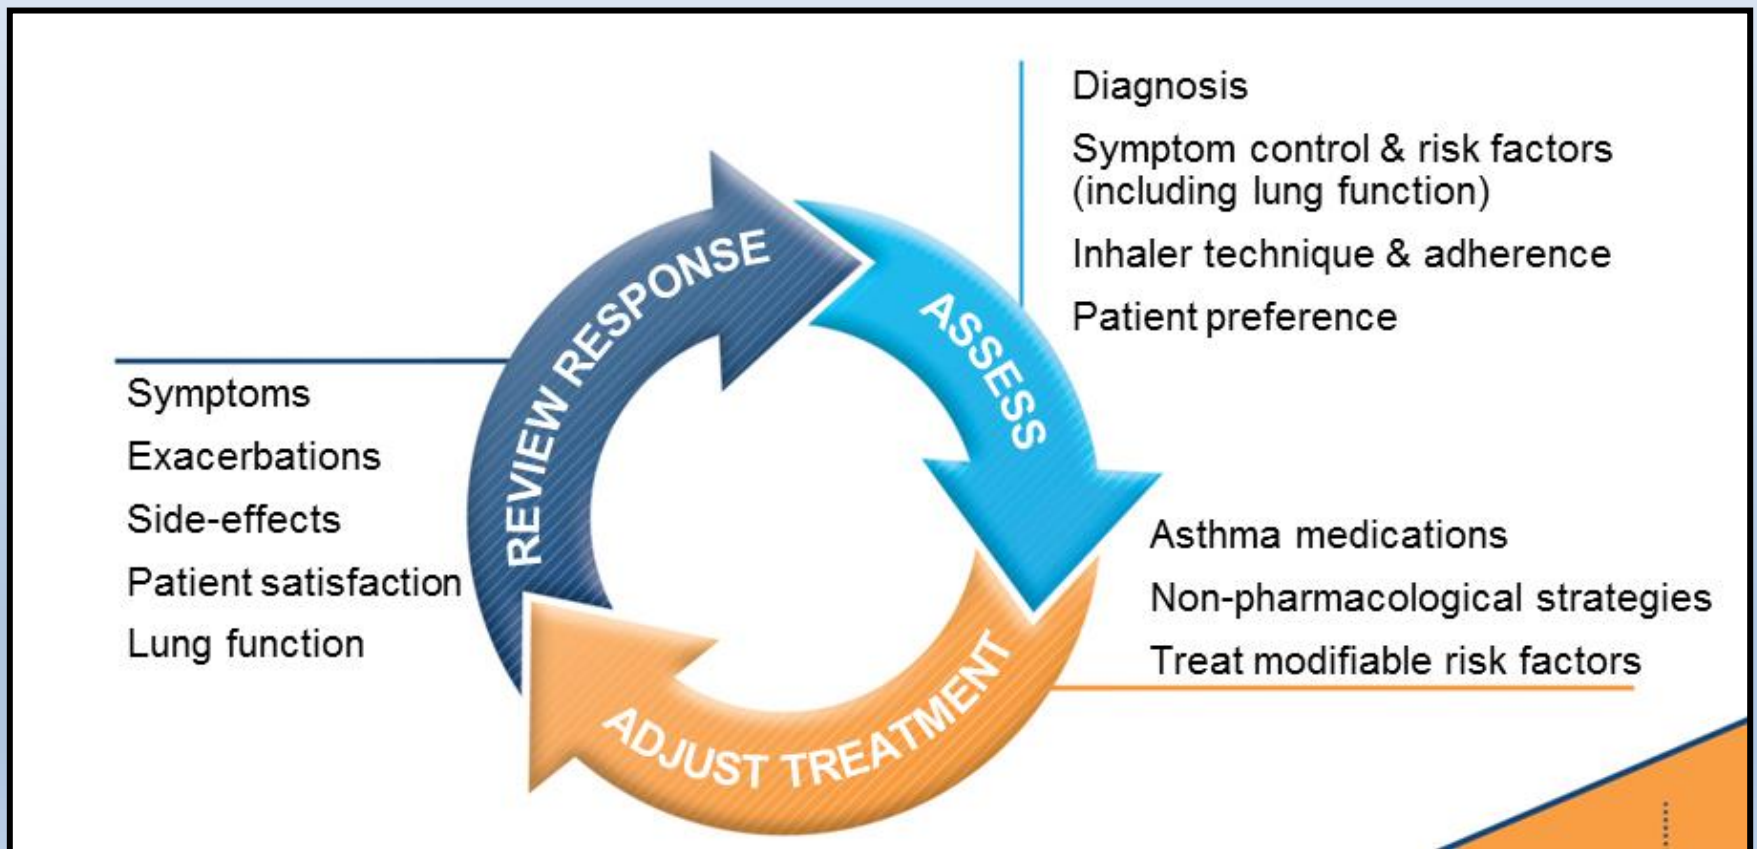 Diagnosis
Symptom control & risk factors
(including lung function)
Inhaler technique & adherence
Patient preference
REVIEW RESPONSE
ASSESS
Symptoms
Exacerbations
Side-effects
Patient satisfaction
Lung function
Asthma medications
Non-pharmacological strategies
Treat modifiable risk factors
ADJUST TREATMENT